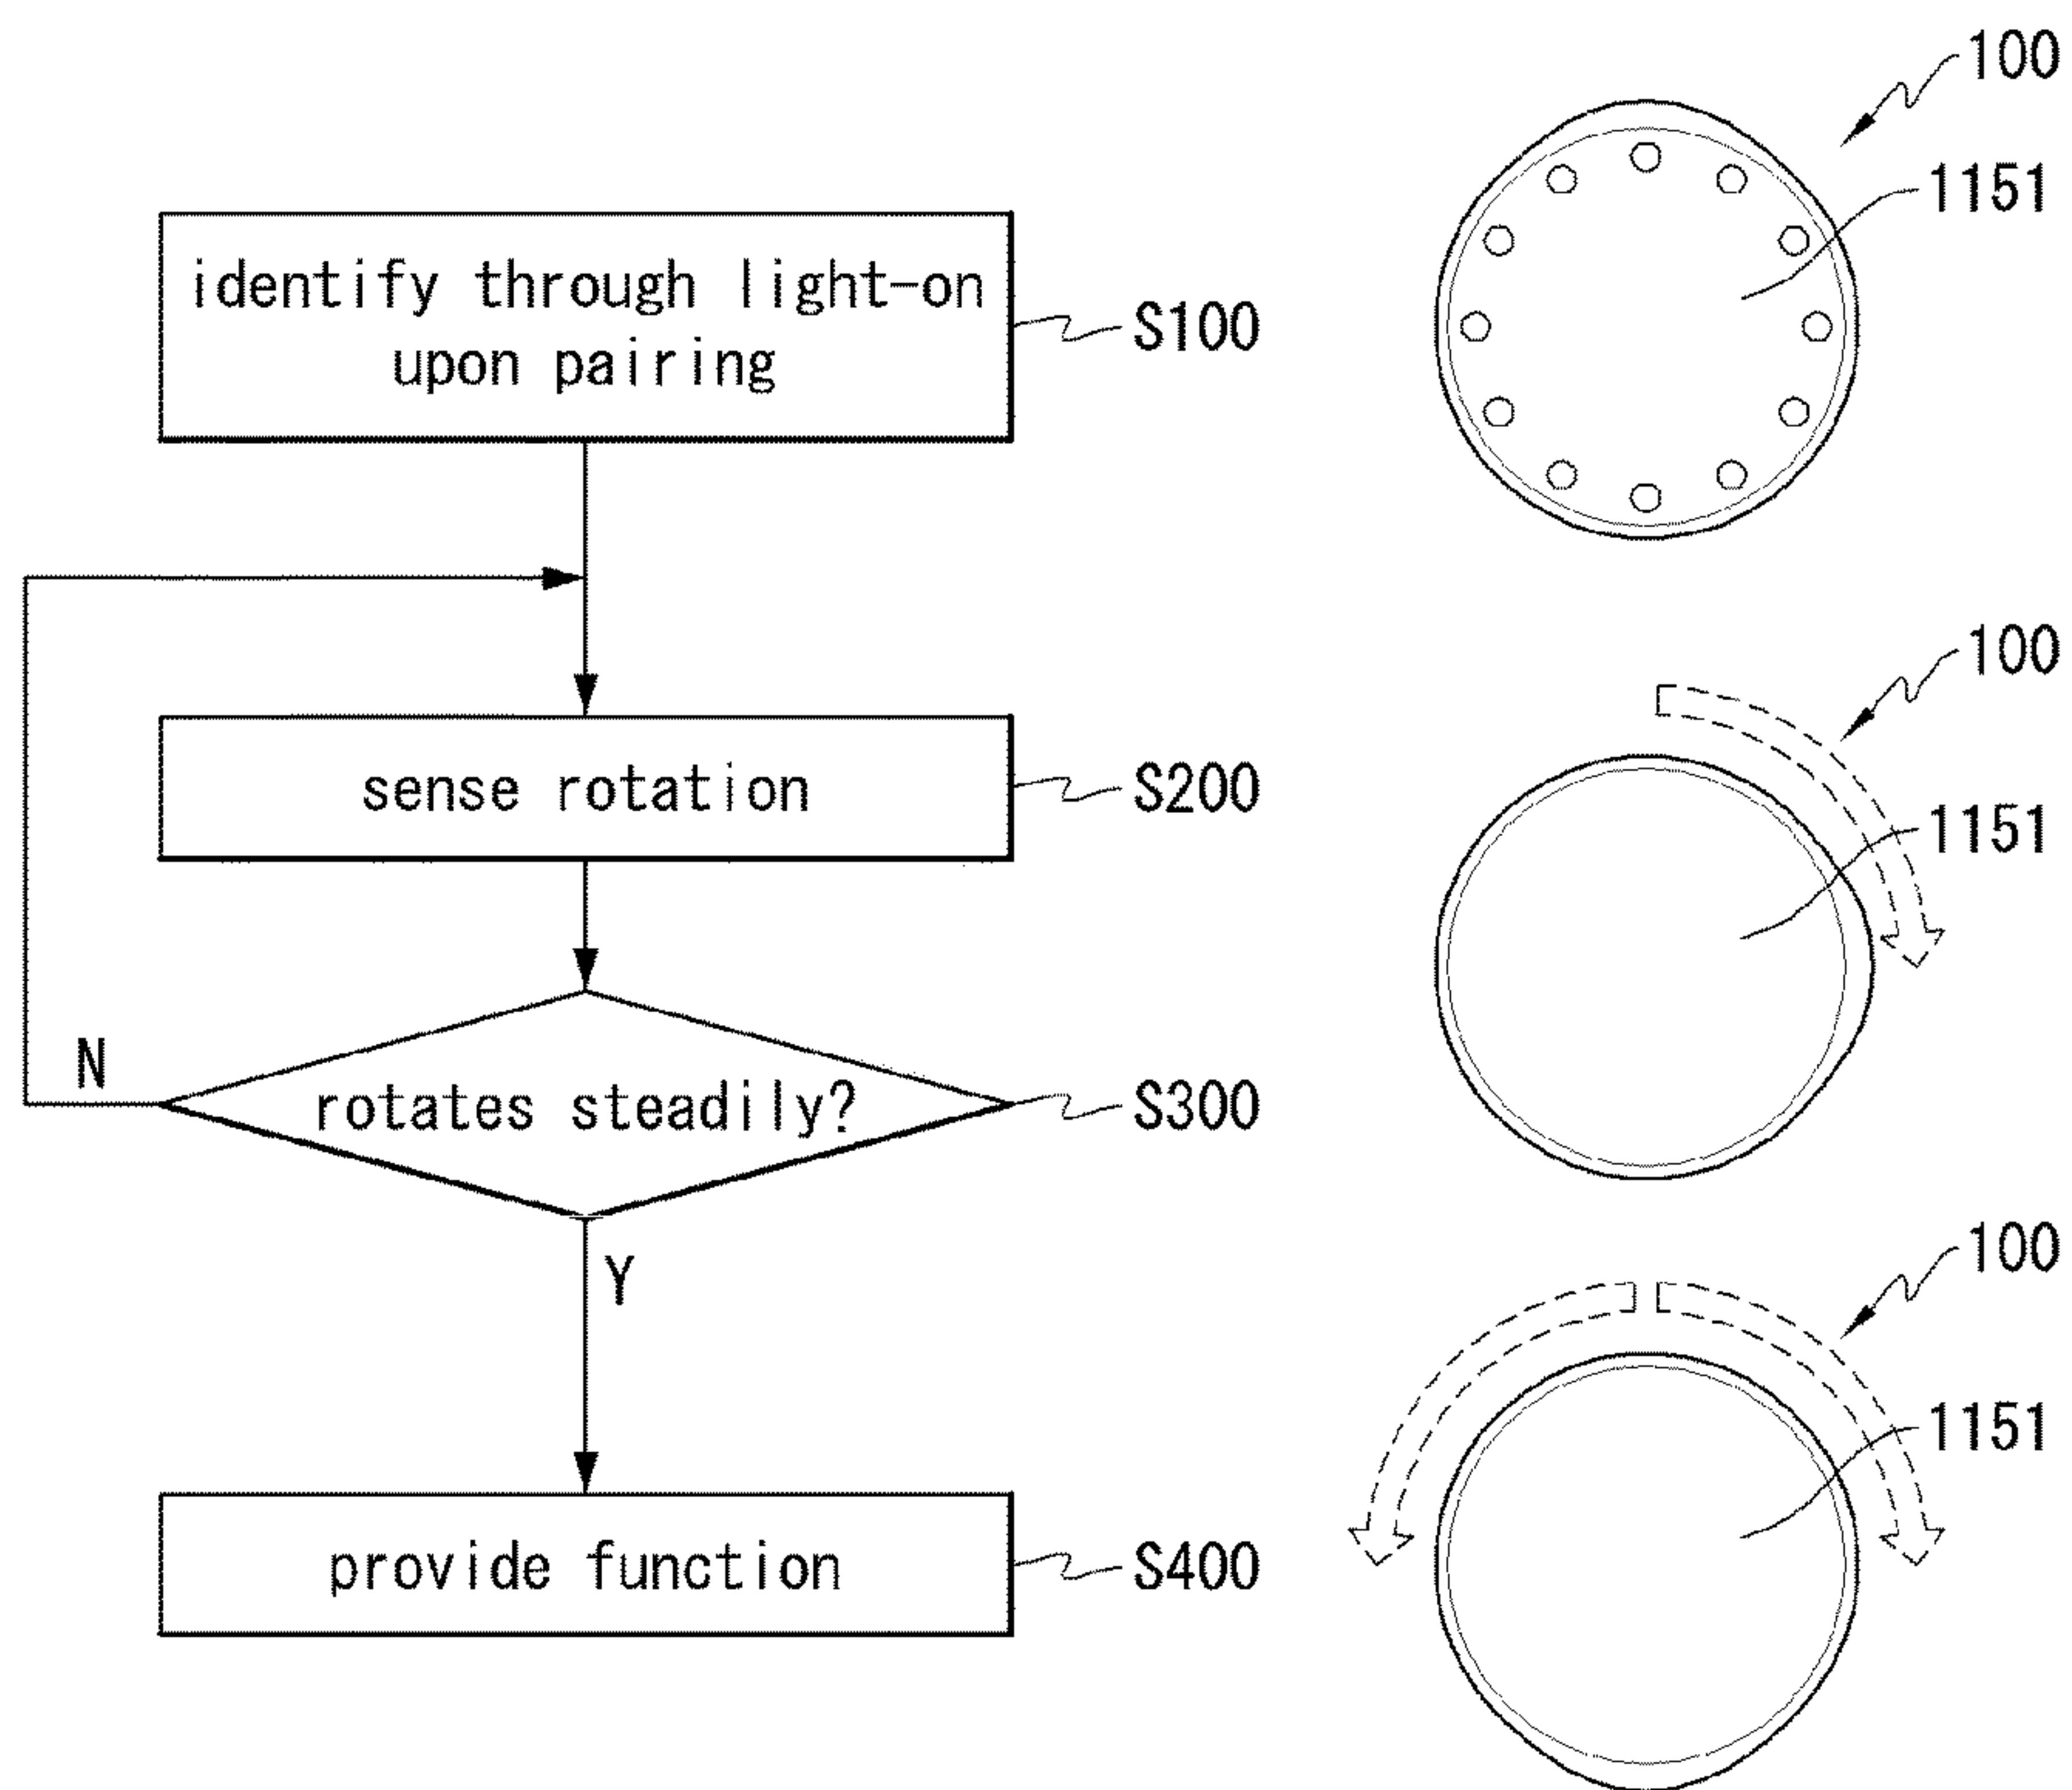 100
1151
identify through light-on
upon pairing
S100
100
sense rotation
S200
1151
N
rotates steadily?
S300
Y
100
1151
provide function
S400